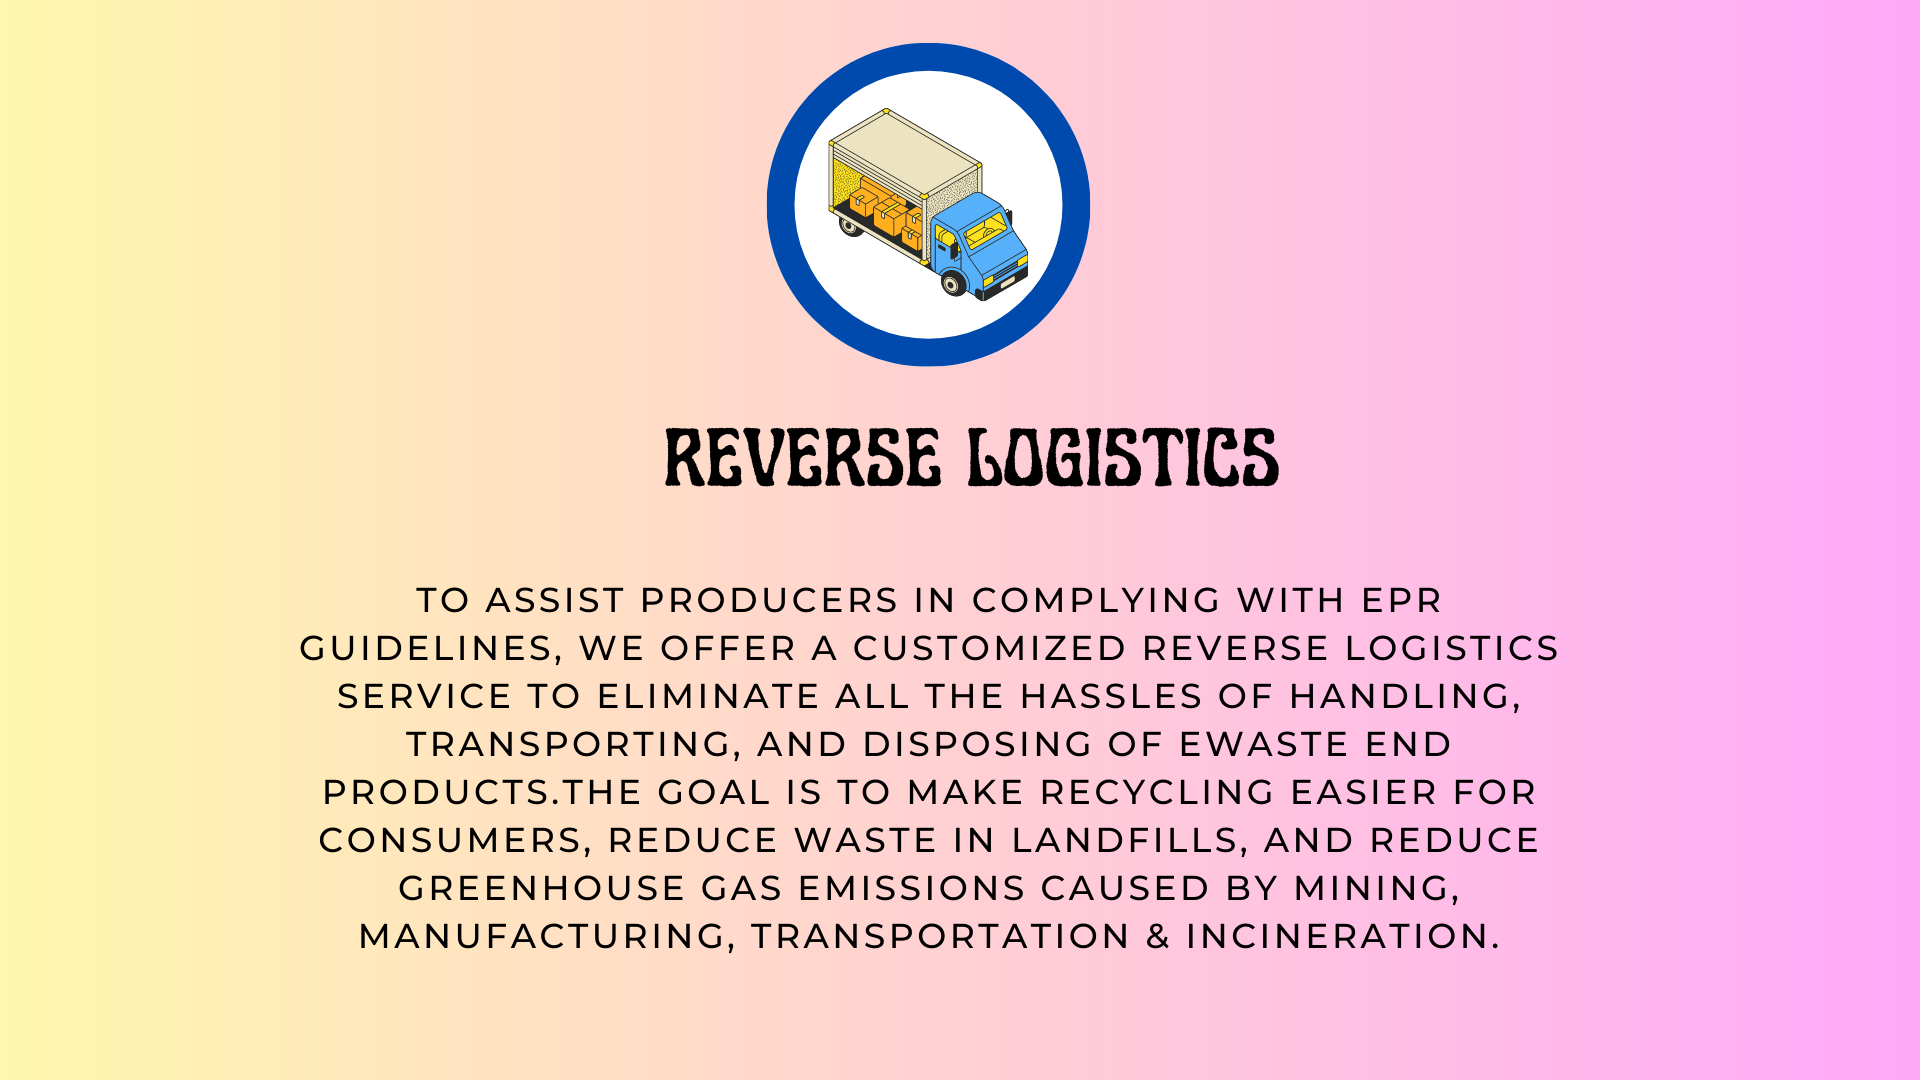 REVERSE LOGISTICS
TO ASSIST PRODUCERS IN COMPLYING WITH EPR
GUIDELINES, WE OFFER A CUSTOMIZED REVERSE LOGISTICS
SERVICE TO ELIMINATE ALL THE HASSLES OF HANDLING,
TRANSPORTING, AND DISPOSING OF EWASTE END
PRODUCTS.THE GOAL IS TO MAKE RECYCLING EASIER FOR
CONSUMERS, REDUCE WASTE IN LANDFILLS, AND REDUCE
GREENHOUSE GAS EMISSIONS CAUSED BY MINING,
MANUFACTURING, TRANSPORTATION & INCINERATION.